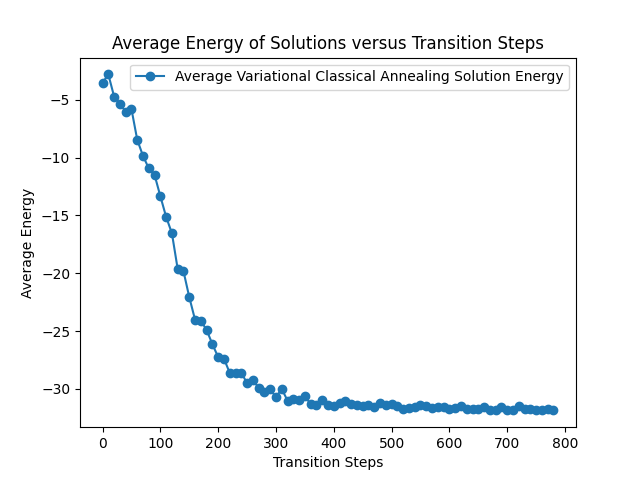 Average Energy of Solutions versus Transition Steps
Average Variational Classical Annealing Solution Energy
−5
−10
−15
−20
−25
−30
Average Energy
0 100 200 300 400 500 600 700 800
Transition Steps